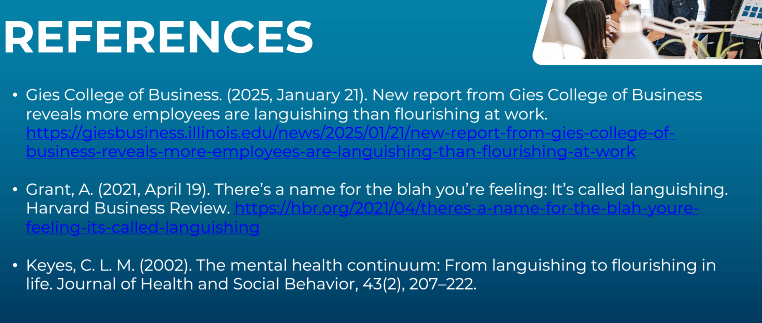 REFERENCES
• Gies College of Business. (2025, January 21). New report from Gies College of Business
reveals more employees are languishing than flourishing at work.
https://giesbusiness.illinois.edu/news/2025/01/21/new-report-from-gies-college-of-
business-reveals-more-employees-are-languishing-than-flourishing-at-work
• Grant, A. (2021, April 19). There's a name for the blah you're feeling: It's called languishing.
Harvard Business Review. https://hbr.org/2021/04/theres-a-name-for-the-blah-youre-
feeling-its-called-languishing
• Keyes, C. L. M. (2002). The mental health continuum: From languishing to flourishing in
life. Journal of Health and Social Behavior, 43(2), 207–222.